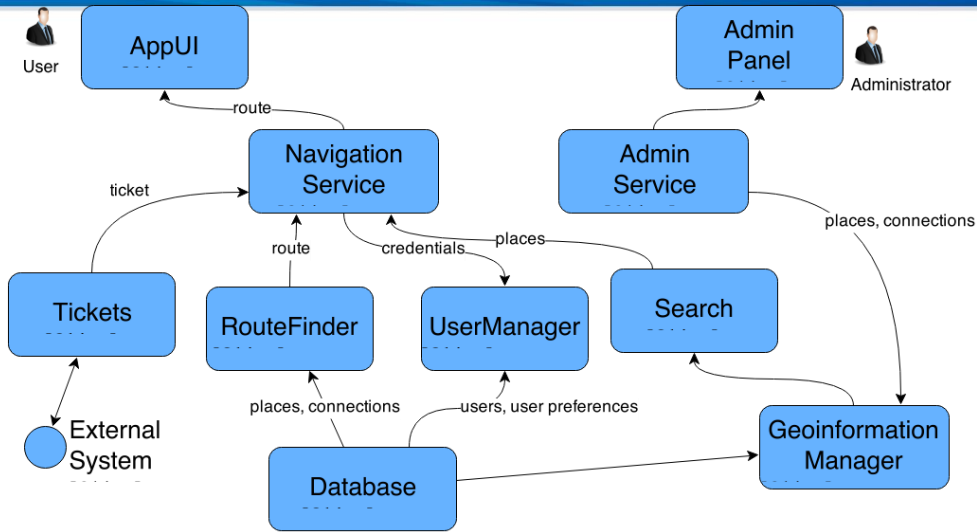 User
AppUI
Admin
Panel
Administrator
route
Navigation
Service
Admin
Service
ticket
places, connections
route
credentials
places
Tickets
RouteFinder
UserManager
Search
places, connections
users, user preferences
External
System
Database
Geoinformation
Manager